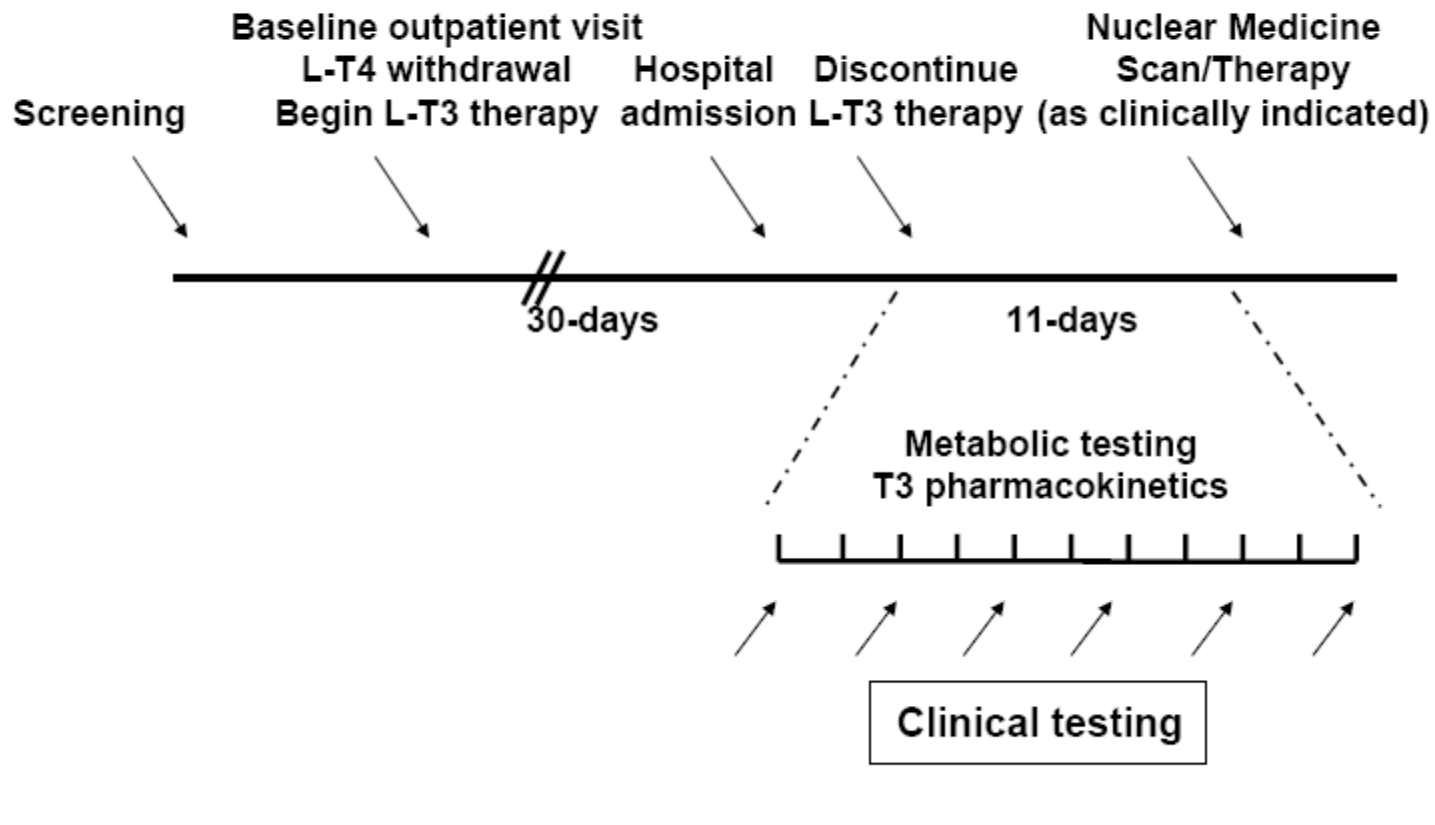 Screening
Baseline outpatient visit
L-T4 withdrawal
Begin L-T3 therapy
Hospital
admission
Discontinue
L-T3 therapy
Nuclear Medicine
Scan/Therapy
(as clinically indicated)
30-days
11-days
Metabolic testing
T3 pharmacokinetics
Clinical testing